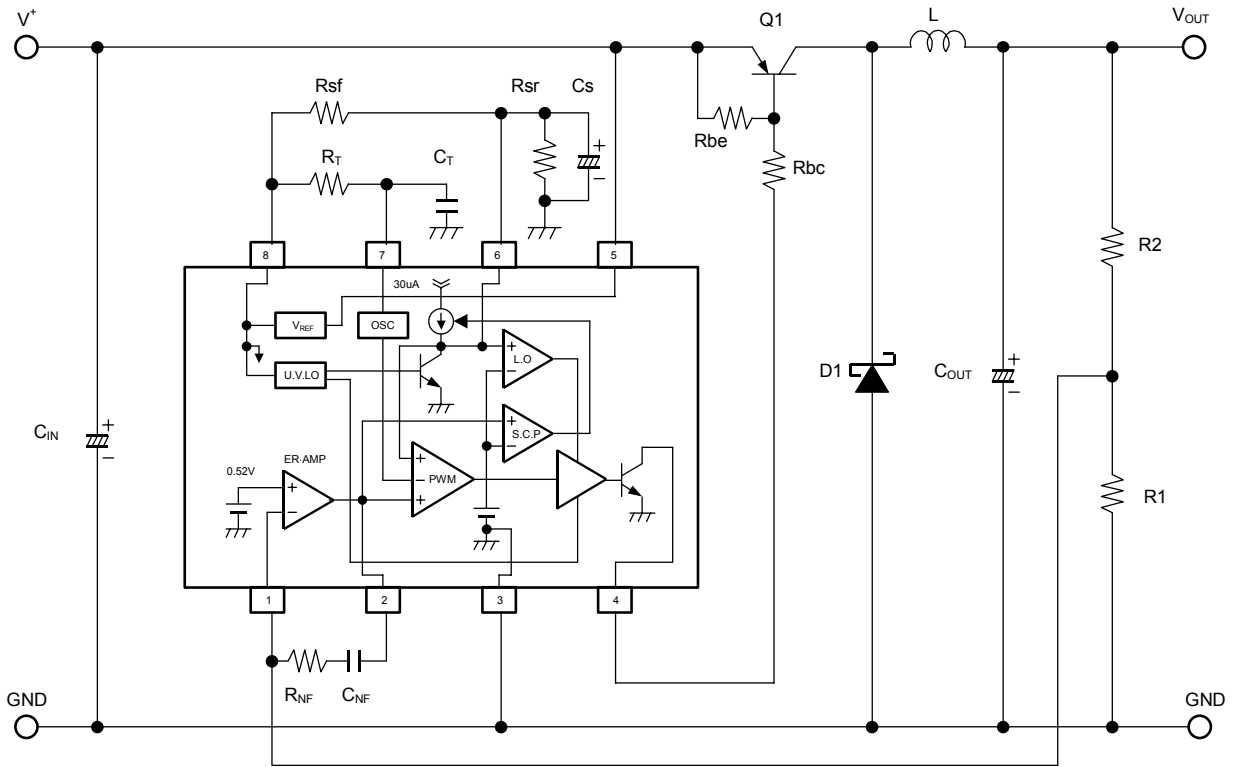 V+
Q1
L
VOUT
Rsf
Rsr
Cs
RT
CT
Rbe
Rbc
+
-
8
7
6
5
R2
30uA
VREF
OSC
+
L.O
-
U.V.LO
D1
COUT
+
-
CIN
+
-
+
S.C.P
-
ER-AMP
0.52V
+
-
+
- PWM
+
R1
1
2
3
4
RNF
CNF
GND
GND